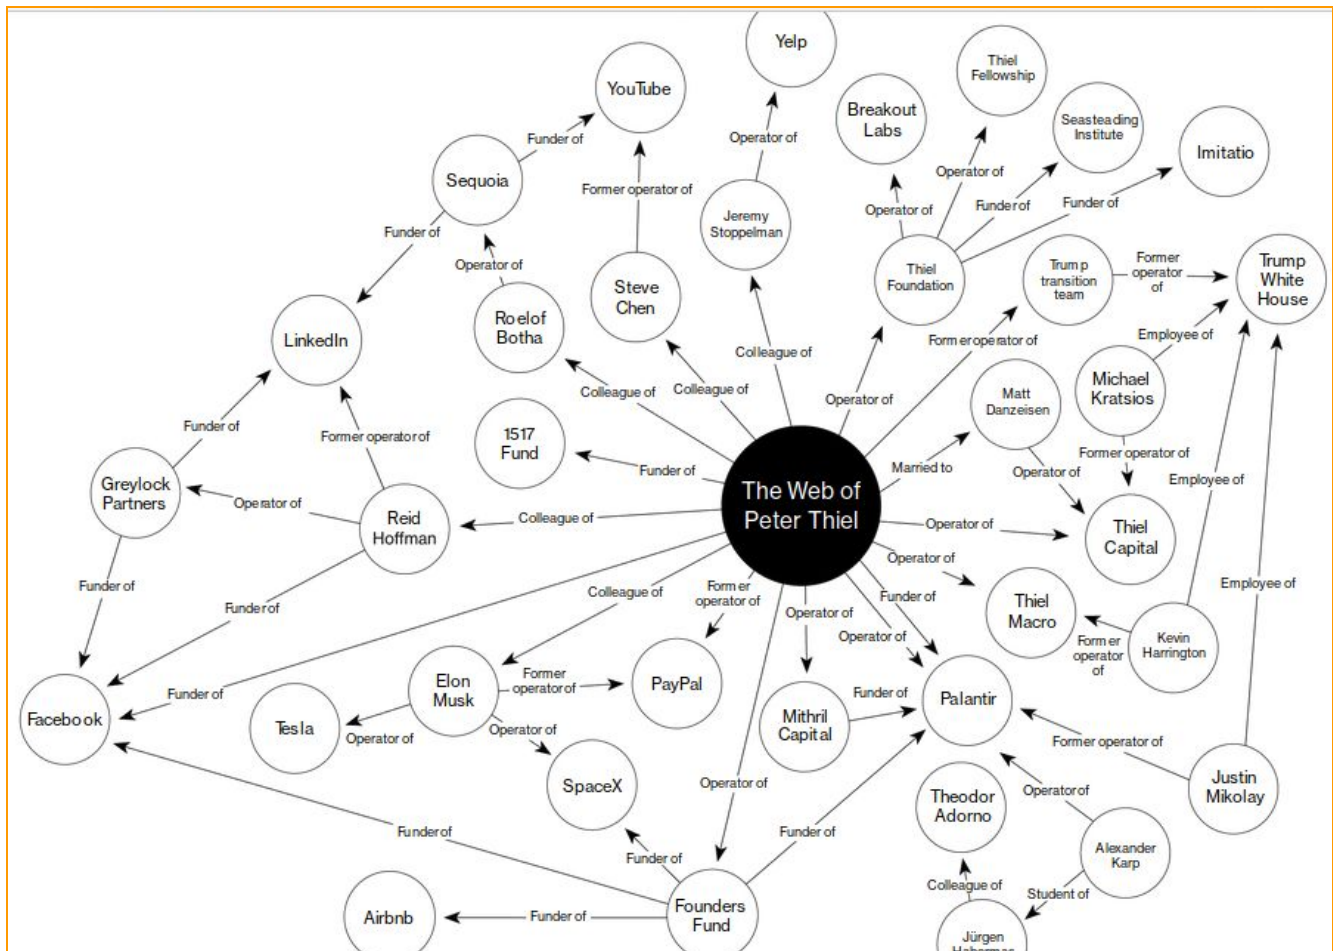 Yelp
Thiel
Fellowship
YouTube
Breakout
Labs
Seasteading
Institute
Imitatio
Funder of
Operator of
Sequoia
Former operator of
Operator of
Operator of
Funder of
Funder of
Jeremy
Stoppelman
Funder of
Operator of
Thiel
Foundation
Trump
transition
team
Former
operator
of
Trump
White
House
Steve
Chen
Roelof
Botha
LinkedIn
Colleague of
Former operator of
Employee of
Colleague of
Colleague of
Operator of
Matt
Danzeisen
Michael
Kratsios
Funder of
Former operator of
1517
Fund
Funder of
Married to
Operator of
Former operator of
Employee of
Greylock
Partners
Operator of
Reid
Hoffman
Colleague of
The Web of
Peter Thiel
Operator of
Thiel
Capital
Funder of
Funder of
Colleague of
Former
operator of
Operator of
Operator of
Funder of
Operator of
Thiel
Macro
Former
operator
of
Kevin
Harrington
Employee of
Facebook
Funder of
Elon
Musk
Former
operator of
PayPal
Tesla
Operator of
Operator of
Mithril
Capital
Funder of
Palantir
Former operator of
Justin
Mikolay
SpaceX
Operator of
Theodor
Adorno
Operator of
Funder of
Funder of
Funder of
Alexander
Karp
Colleague of
Student of
Airbnb
Funder of
Founders
Fund
Jürgen